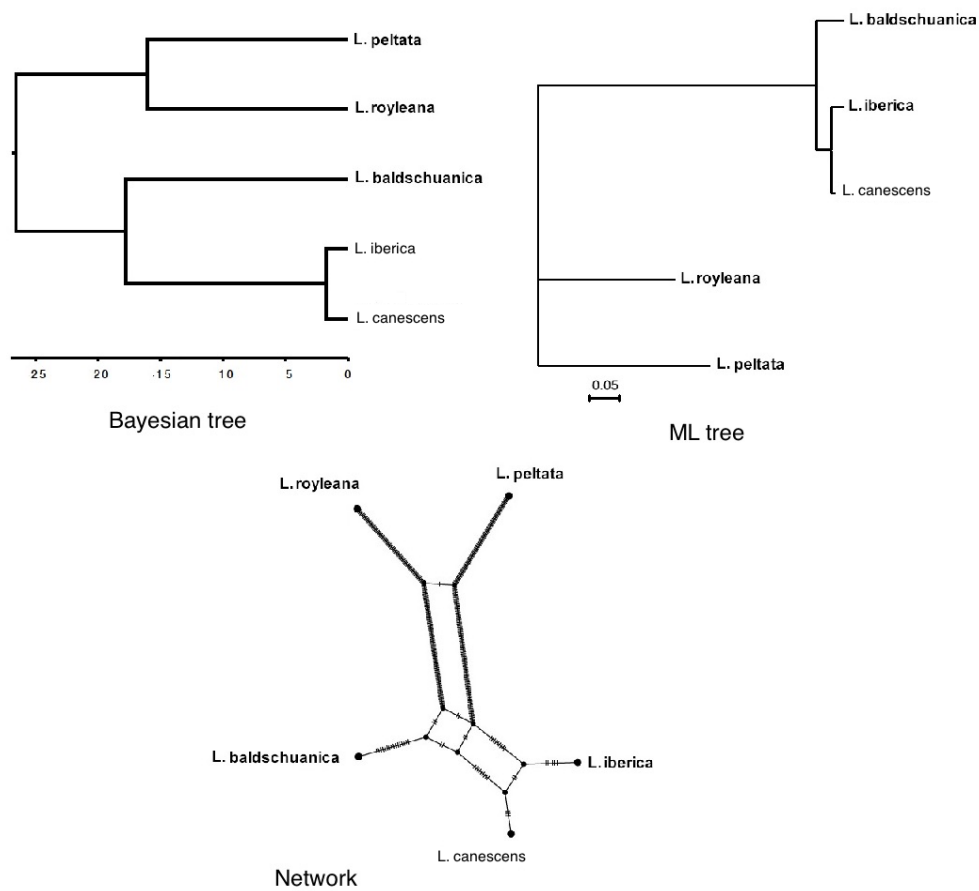 L. peltata
L. royleana
L. baldschuanica
L. iberica
L. canescens
25 20 -15 10 5 0
Bayesian tree
L. baldschuanica
L. iberica
L. canescens
L. royleana
L. peltata
0.05
ML tree
L. royleana
L. peltata
L. baldschuanica
L. iberica
L. canescens
Network